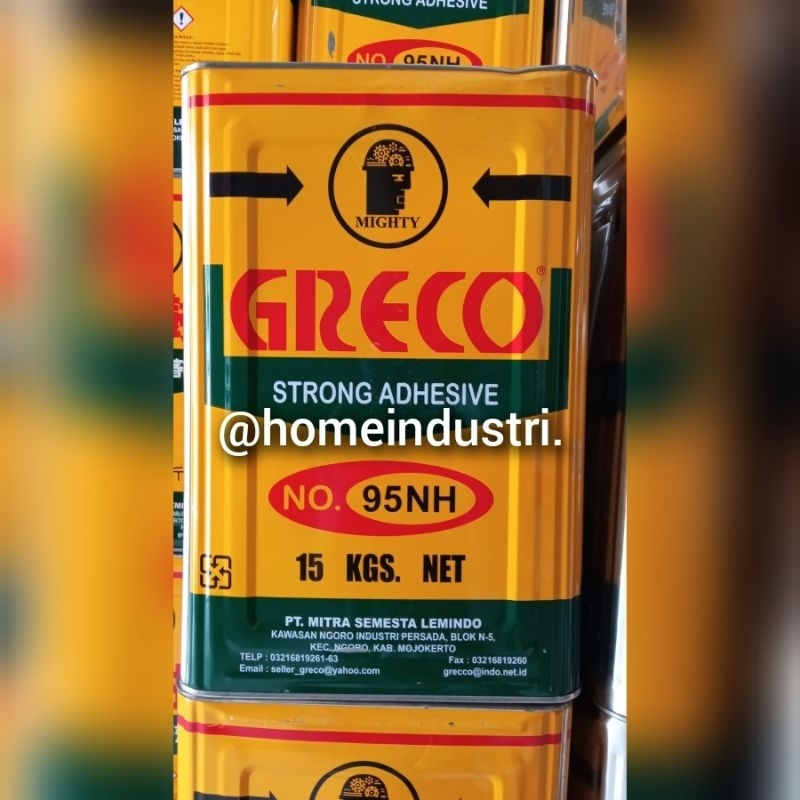 STRONG ADHESIVE
NO. 95NH
MIGHTY
GRECO®
STRONG ADHESIVE
@homeindustri.
NO. 95NH
15 KGS. NET
PT. MITRA SEMESTA LEMINDO
KAWASAN NGORO INDUSTRI PERSADA, BLOK N-5,
KEC. NGORO, KAB. MOJOKERTO
TELP : 03216819261-63 Fax : 03216819260
Email : seller_greco@yahoo.com grecco@indo.net.id